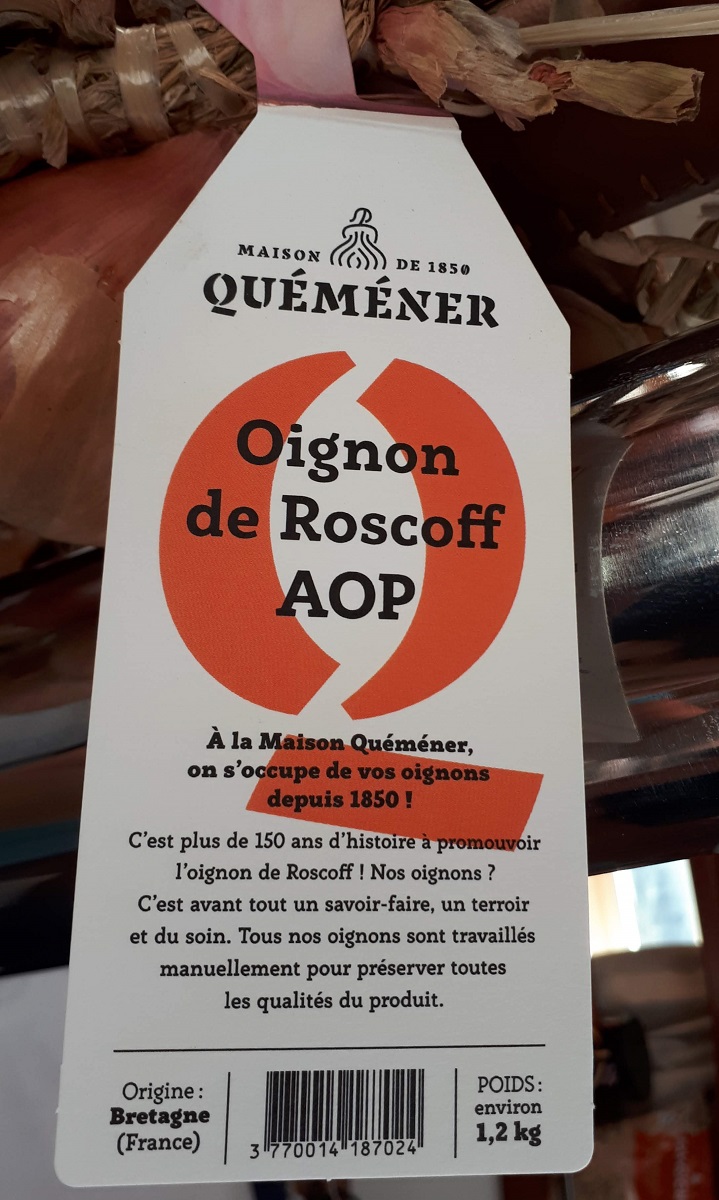 MAISON DE 1850
QUÉMÉNER
Oignon
de Roscoff
AOP
À la Maison Quéméner,
on s'occupe de vos oignons
depuis 1850 !
C'est plus de 150 ans d'histoire à promouvoir
l'oignon de Roscoff ! Nos oignons ?
C'est avant tout un savoir-faire, un terroir
et du soin. Tous nos oignons sont travaillés
manuellement pour préserver toutes
les qualités du produit.
Origine :
Bretagne
(France)
3 770014 187024
POIDS :
environ
1,2 kg